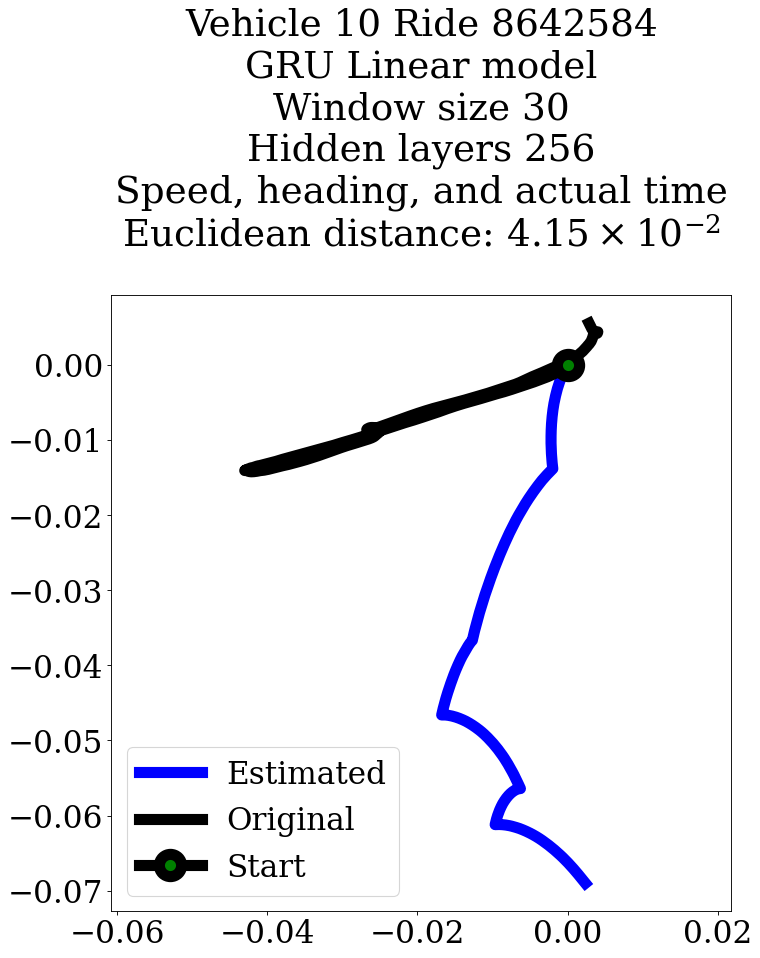 Vehicle 10 Ride 8642584
GRU Linear model
Window size 30
Hidden layers 256
Speed, heading, and actual time
Euclidean distance: 4.15 × 10⁻²
0.00
−0.01
−0.02
−0.03
−0.04
−0.05
−0.06
−0.07
Estimated
Original
Start
−0.06 −0.04 −0.02 0.00 0.02